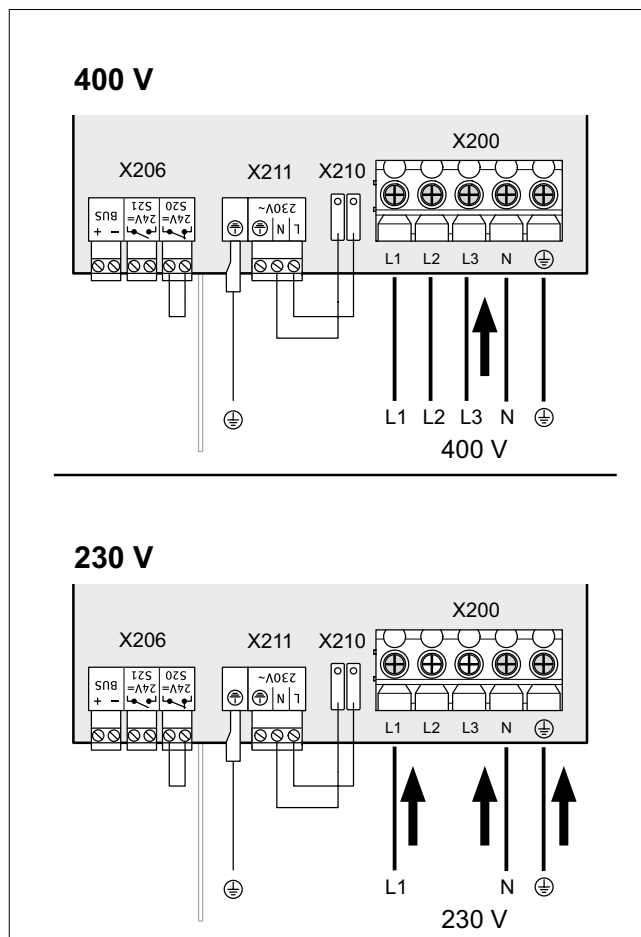 400 V
X200
X206 X211 X210
+ − BUS
S21 24V=
S20 24V=
230V~
N L
L1 L2 L3 N
L1 L2 L3 N
400 V
230 V
X200
X206 X211 X210
+ − BUS
S21 24V=
S20 24V=
230V~
N L
L1 L2 L3 N
L1 N
230 V